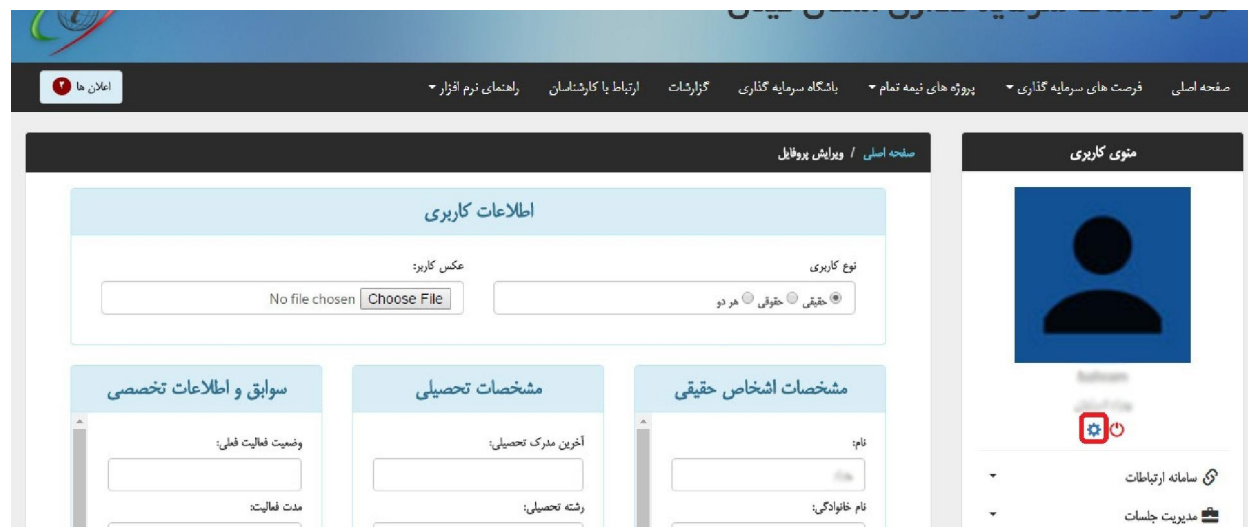 اعلان ها ۲
صفحه اصلی فرصت های سرمایه گذاری پروژه های نیمه تمام باشگاه سرمایه گذاری گزارشات ارتباط با کارشناسان راهنمای نرم افزار
منوی کاربری
صفحه اصلی / ویرایش پروفایل
اطلاعات کاربری
نوع کاربری
عکس کاربر:
حقیقی حقوقی هر دو
Choose File No file chosen
مشخصات اشخاص حقیقی
مشخصات تحصیلی
سوابق و اطلاعات تخصصی
نام:
آخرین مدرک تحصیلی:
وضعیت فعالیت فعلی:
نام خانوادگی:
رشته تحصیلی:
مدت فعالیت:
سامانه ارتباطات
مدیریت جلسات